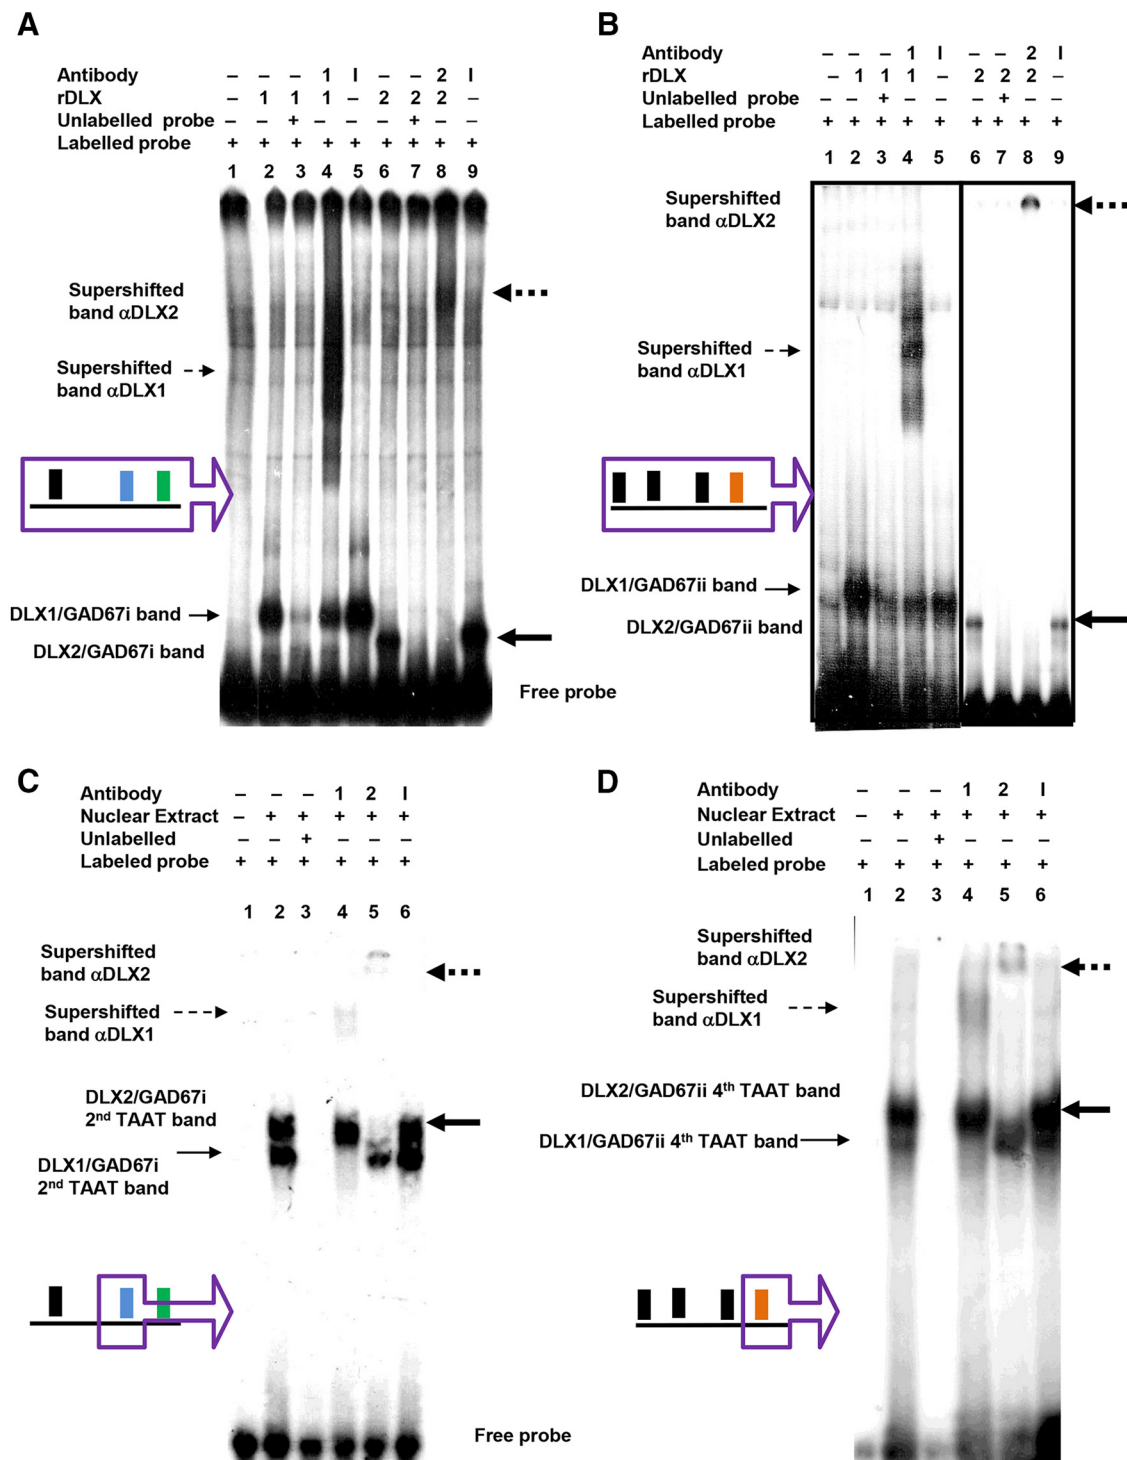 A
Antibody – – – 1 I – – 2 I
rDLX – 1 1 1 – 2 2 2 –
Unlabelled probe – – + – – – + – –
Labelled probe + + + + + + + + +
1 2 3 4 5 6 7 8 9
Supershifted
band αDLX2
Supershifted
band αDLX1
DLX1/GAD67i band
DLX2/GAD67i band
Free probe
B
Antibody – – – 1 I – – 2 I
rDLX – 1 1 1 – 2 2 2 –
Unlabelled probe – – + – – – + – –
Labelled probe + + + + + + + + +
1 2 3 4 5 6 7 8 9
Supershifted
band αDLX2
Supershifted
band αDLX1
DLX1/GAD67ii band
DLX2/GAD67ii band
C
Antibody – – – 1 2 I
Nuclear Extract – + + + + +
Unlabelled – – + – – –
Labeled probe + + + + + +
1 2 3 4 5 6
Supershifted
band αDLX2
Supershifted
band αDLX1
DLX2/GAD67i
2nd TAAT band
DLX1/GAD67i
2nd TAAT band
Free probe
D
Antibody – – – 1 2 I
Nuclear Extract – + + + + +
Unlabelled – – + – – –
Labeled probe + + + + + +
1 2 3 4 5 6
Supershifted
band αDLX2
Supershifted
band αDLX1
DLX2/GAD67ii 4th TAAT band
DLX1/GAD67ii 4th TAAT band